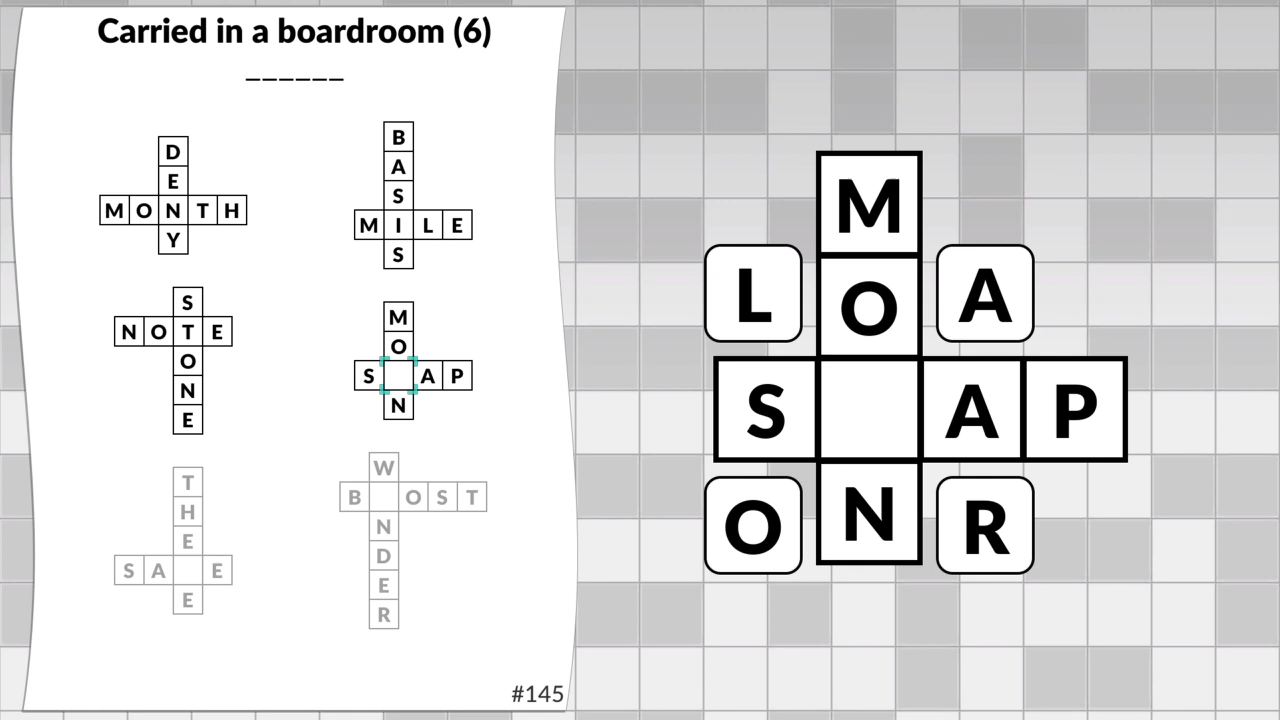 Carried in a boardroom (6)
______
D
E
MONTH
Y
B
A
S
MILE
S
S
NOTE
O
N
E
M
O
S AP
N
T
H
E
SA E
E
W
B OST
N
D
E
R
#145
M
L O A
S AP
O N R